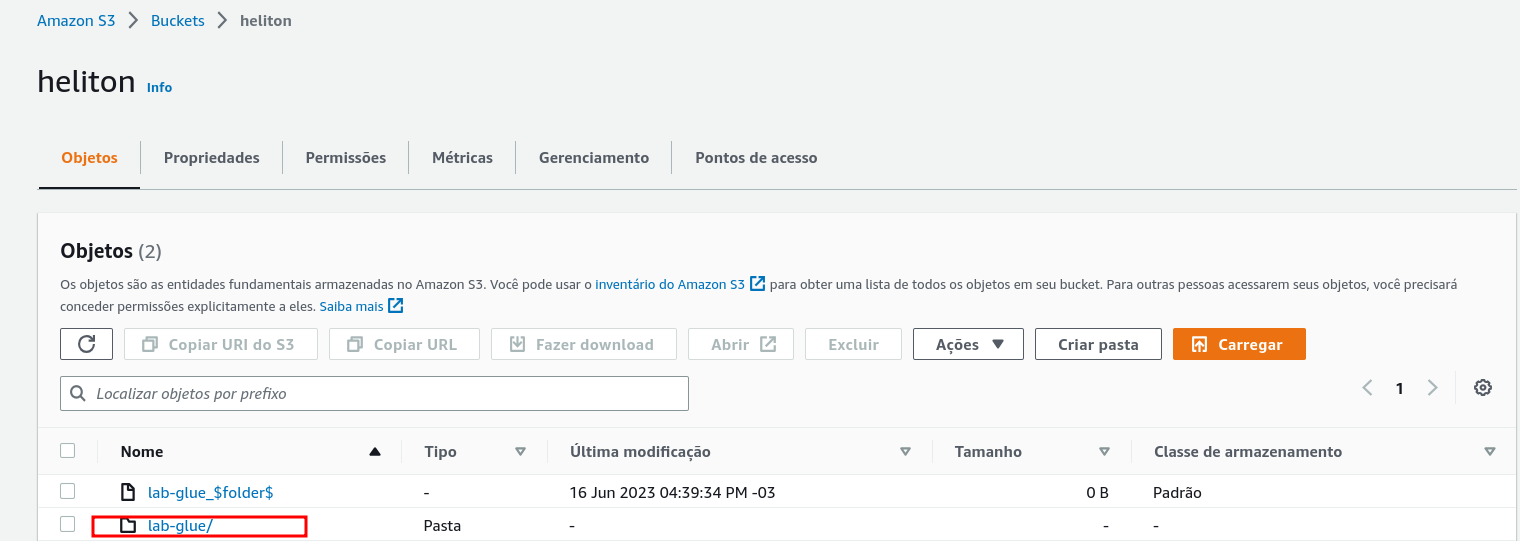 Amazon S3 > Buckets > heliton
heliton Info
Objetos Propriedades Permissões Métricas Gerenciamento Pontos de acesso
Objetos (2)
Os objetos são as entidades fundamentais armazenadas no Amazon S3. Você pode usar o inventário do Amazon S3 para obter uma lista de todos os objetos em seu bucket. Para outras pessoas acessarem seus objetos, você precisará
conceder permissões explicitamente a eles. Saiba mais
Copiar URI do S3 Copiar URL Fazer download Abrir Excluir Ações Criar pasta Carregar
Localizar objetos por prefixo < 1 >
Nome Tipo Última modificação Tamanho Classe de armazenamento
lab-glue_$folder$ - 16 Jun 2023 04:39:34 PM -03 0 B Padrão
lab-glue/ Pasta - - -